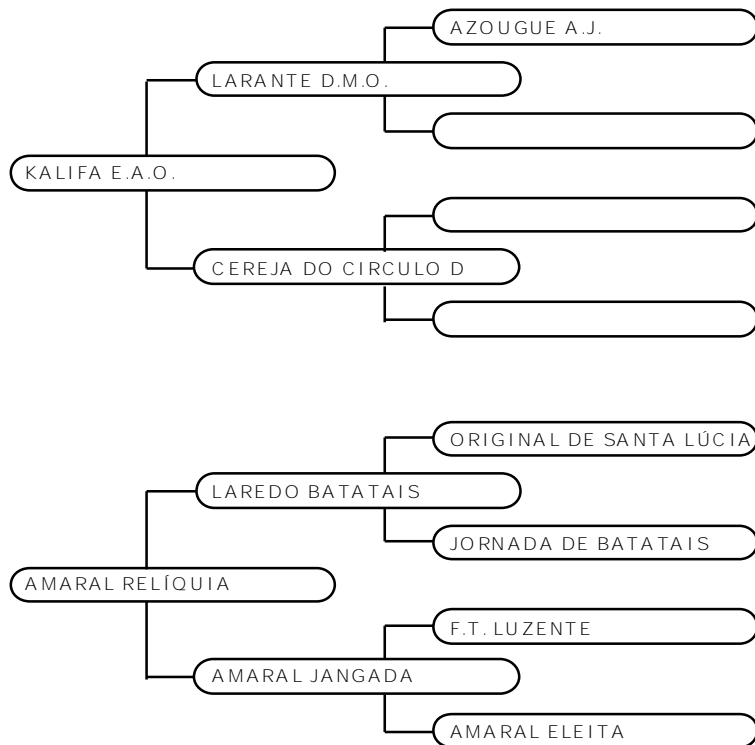 AZOUGUE A.J.
LARANTE D.M.O.
KALIFA E.A.O.
CEREJA DO CIRCULO D
ORIGINAL DE SANTA LÚCIA
LAREDO BATATAIS
JORNADA DE BATATAIS
AMARAL RELÍQUIA
F.T. LUZENTE
AMARAL JANGADA
AMARAL ELEITA